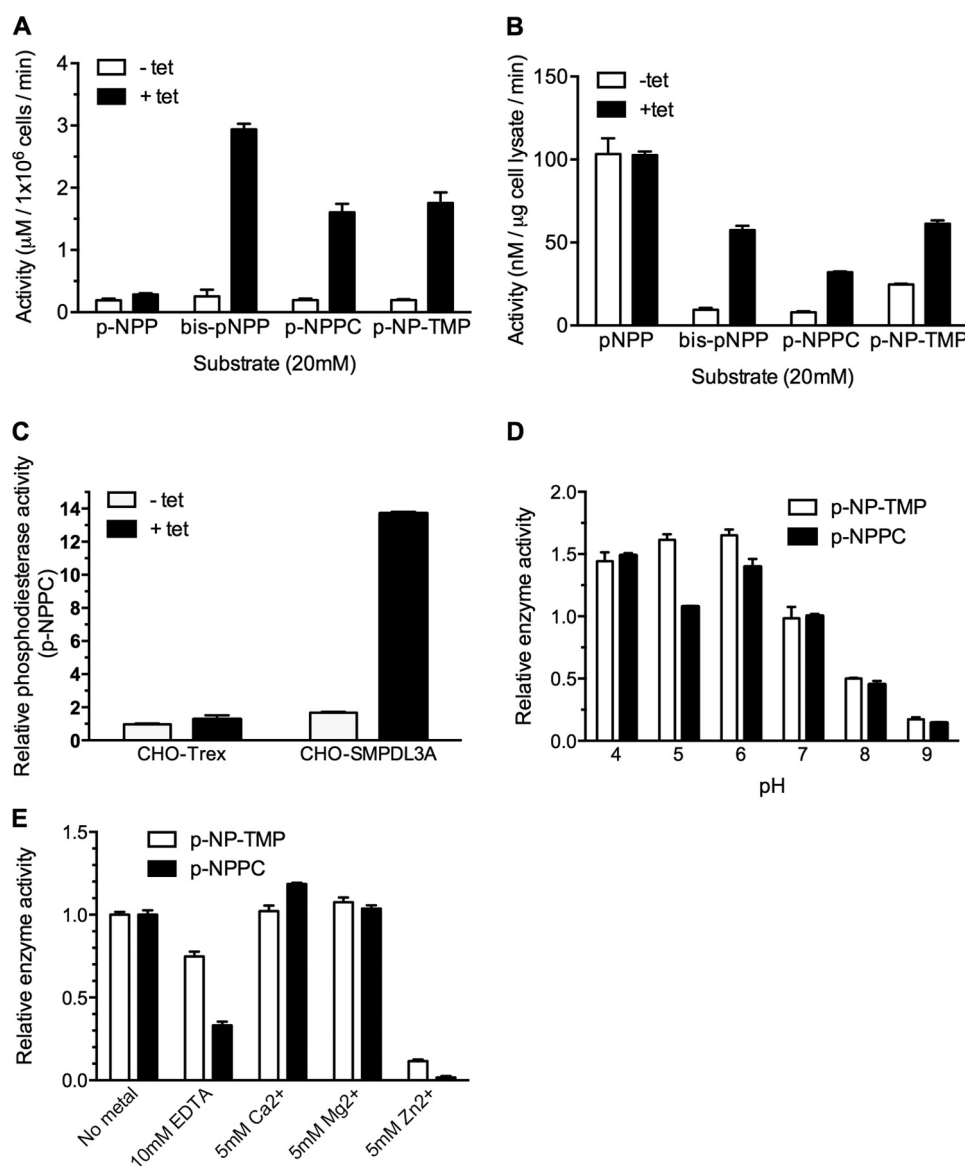 A
Activity (µM / 1x10⁶ cells / min)
4
3
2
1
0
- tet
+ tet
p-NPP bis-pNPP p-NPPC p-NP-TMP
Substrate (20mM)
B
Activity (nM / µg cell lysate / min)
150
100
50
0
-tet
+tet
pNPP bis-pNPP p-NPPC p-NP-TMP
Substrate (20mM)
C
Relative phosphodiesterase activity
(p-NPPC)
14
12
10
8
6
4
2
1
- tet
+ tet
CHO-Trex CHO-SMPDL3A
D
Relative enzyme activity
2.0
1.5
1.0
0.5
0.0
p-NP-TMP
p-NPPC
4 5 6 7 8 9
pH
E
Relative enzyme activity
1.5
1.0
0.5
0.0
p-NP-TMP
p-NPPC
No metal
10mM EDTA
5mM Ca2+
5mM Mg2+
5mM Zn2+